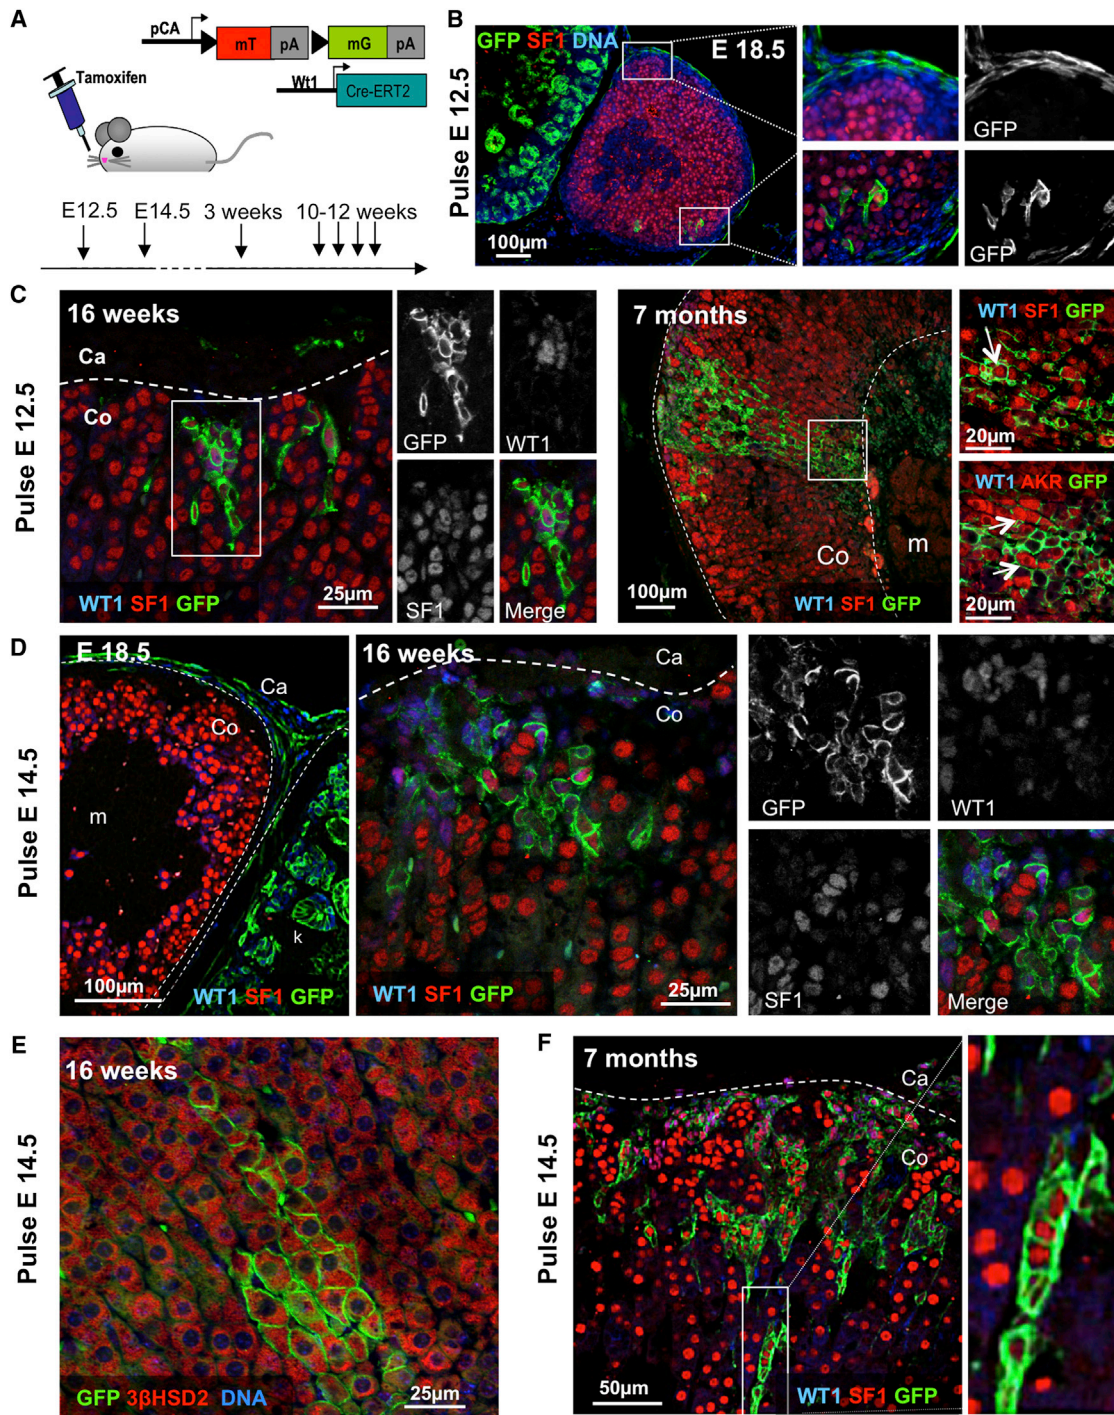 A
pCA
mT
pA
mG
pA
Wt1
Cre-ERT2
Tamoxifen
E12.5
E14.5
3 weeks
10-12 weeks
B
Pulse E 12.5
GFP SF1 DNA
E 18.5
100µm
GFP
GFP
C
Pulse E 12.5
16 weeks
Ca
Co
WT1 SF1 GFP
25µm
GFP
WT1
SF1
Merge
7 months
Co
m
100µm
WT1 SF1 GFP
WT1 SF1 GFP
20µm
WT1 AKR GFP
20µm
D
Pulse E 14.5
E 18.5
Ca
Co
m
k
100µm
WT1 SF1 GFP
16 weeks
Ca
Co
WT1 SF1 GFP
25µm
GFP
WT1
SF1
Merge
E
Pulse E 14.5
16 weeks
GFP 3βHSD2 DNA
25µm
F
Pulse E 14.5
7 months
Ca
Co
50µm
WT1 SF1 GFP